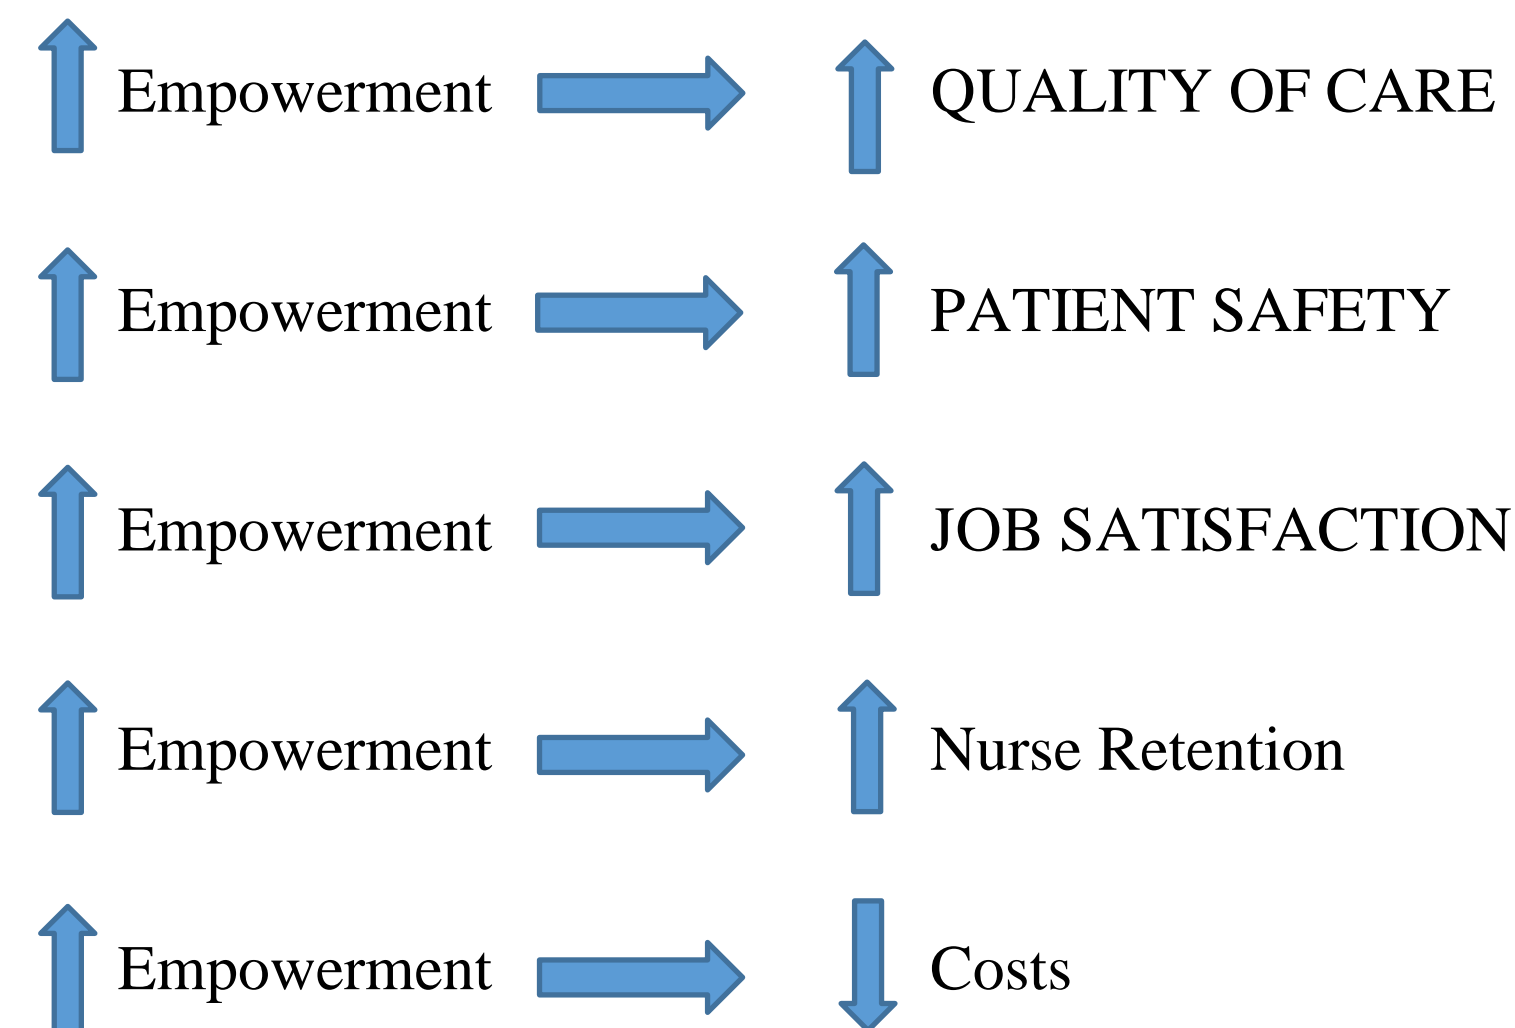 Empowerment QUALITY OF CARE
Empowerment PATIENT SAFETY
Empowerment JOB SATISFACTION
Empowerment Nurse Retention
Empowerment Costs